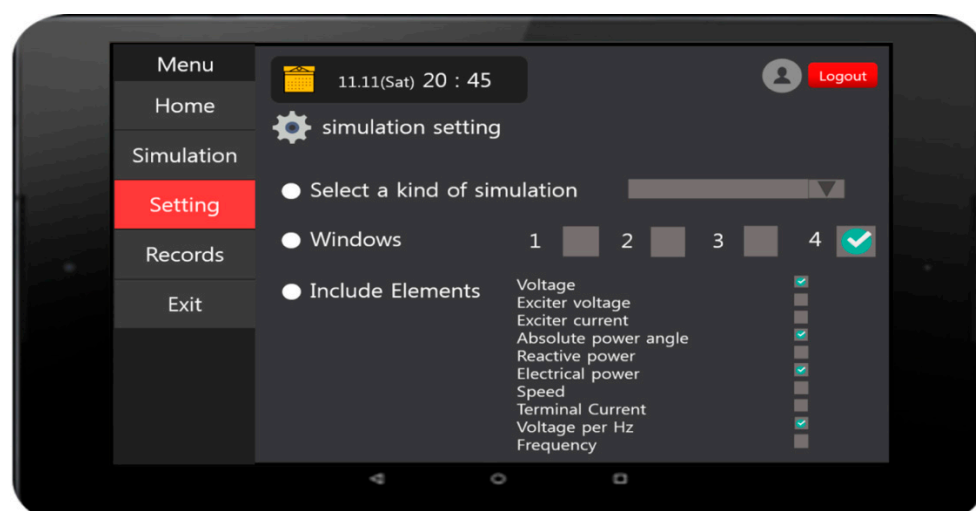 Menu
Home
Simulation
Setting
Records
Exit
11.11(Sat) 20 : 45
Logout
simulation setting
Select a kind of simulation
Windows 1 2 3 4
Include Elements
Voltage
Exciter voltage
Exciter current
Absolute power angle
Reactive power
Electrical power
Speed
Terminal Current
Voltage per Hz
Frequency